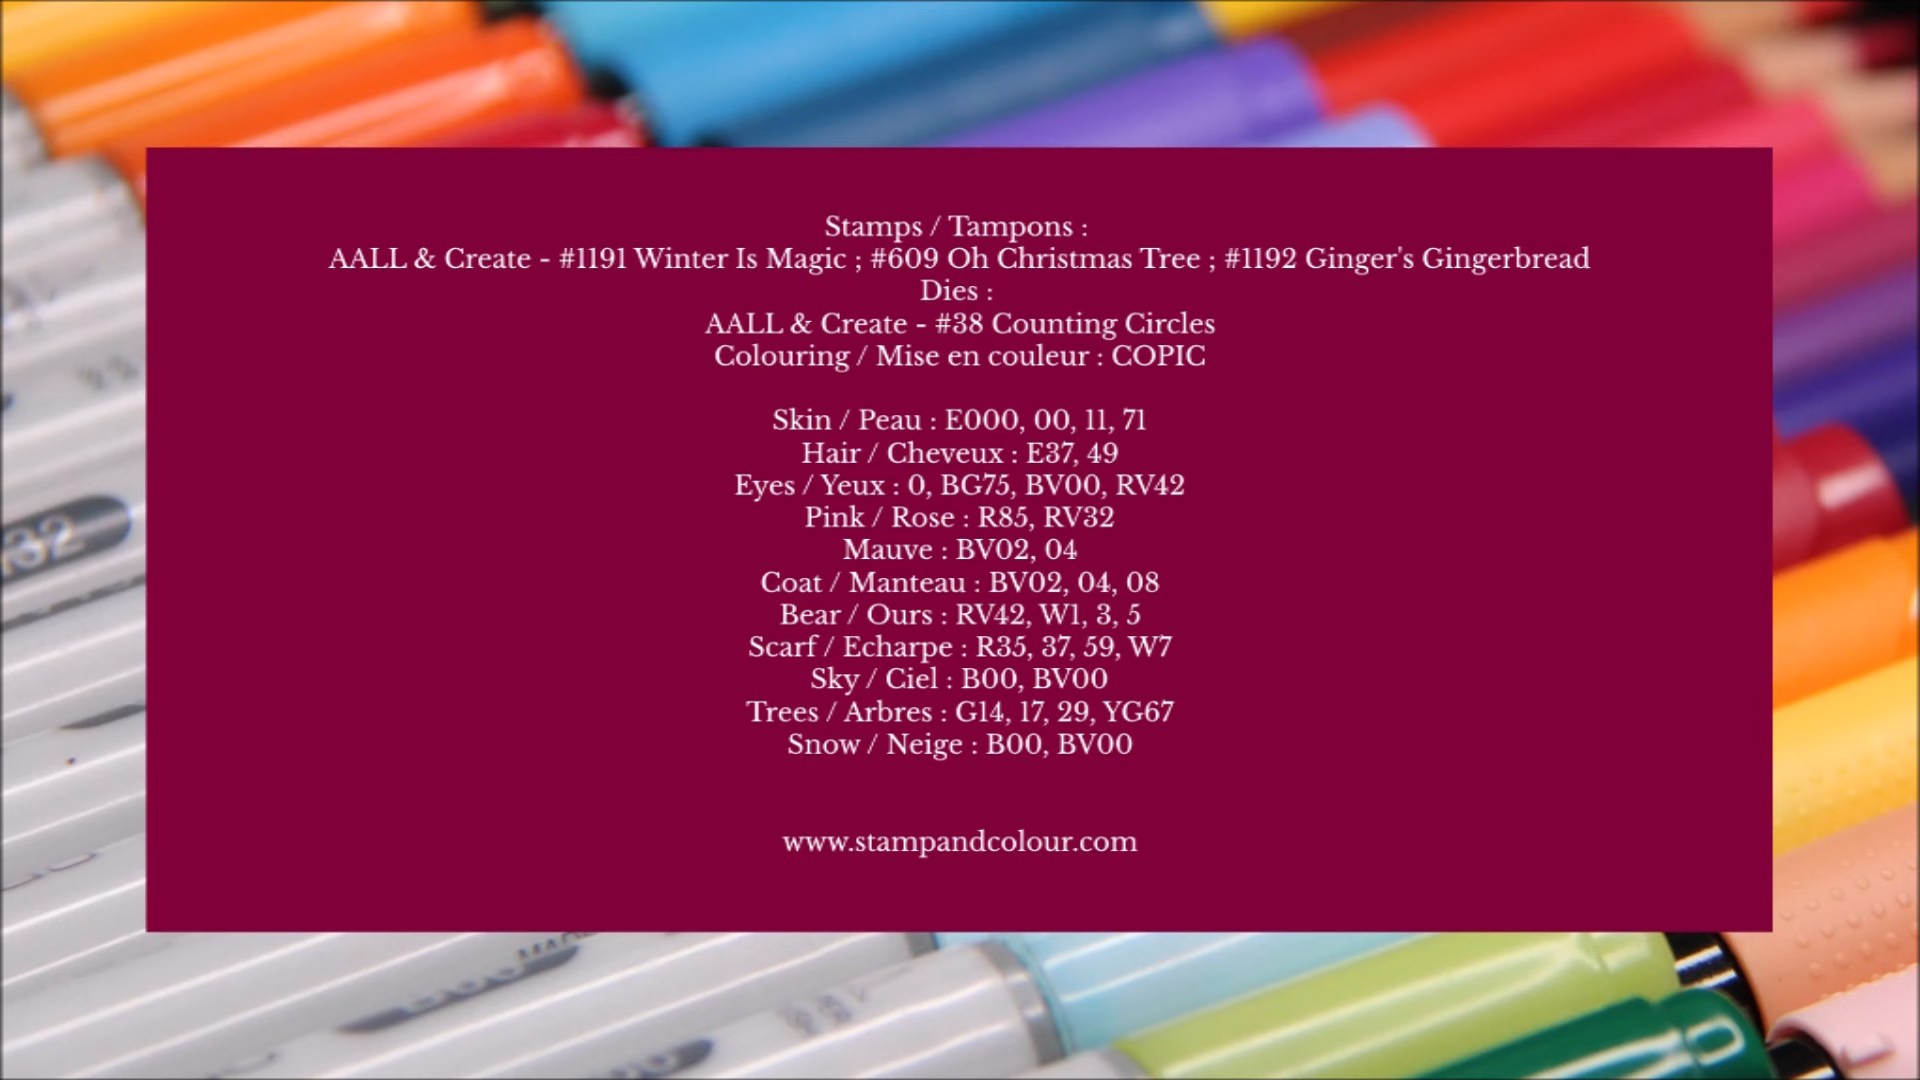 Stamps / Tampons :
AALL & Create - #1191 Winter Is Magic ; #609 Oh Christmas Tree ; #1192 Ginger's Gingerbread
Dies :
AALL & Create - #38 Counting Circles
Colouring / Mise en couleur : COPIC
Skin / Peau : E000, 00, 11, 71
Hair / Cheveux : E37, 49
Eyes / Yeux : 0, BG75, BV00, RV42
Pink / Rose : R85, RV32
Mauve : BV02, 04
Coat / Manteau : BV02, 04, 08
Bear / Ours : RV42, W1, 3, 5
Scarf / Echarpe : R35, 37, 59, W7
Sky / Ciel : B00, BV00
Trees / Arbres : G14, 17, 29, YG67
Snow / Neige : B00, BV00
www.stampandcolour.com